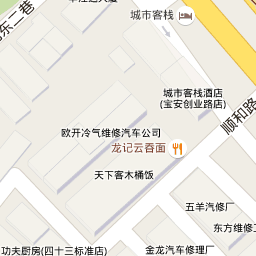 东二巷
城市客栈
城市客栈酒店
(宝安创业路店)
顺和路
欧开冷气维修汽车公司
龙记云吞面
天下客木桶饭
五羊汽修厂
东方维修
功夫厨房(四十三标准店)
金龙汽车修理厂